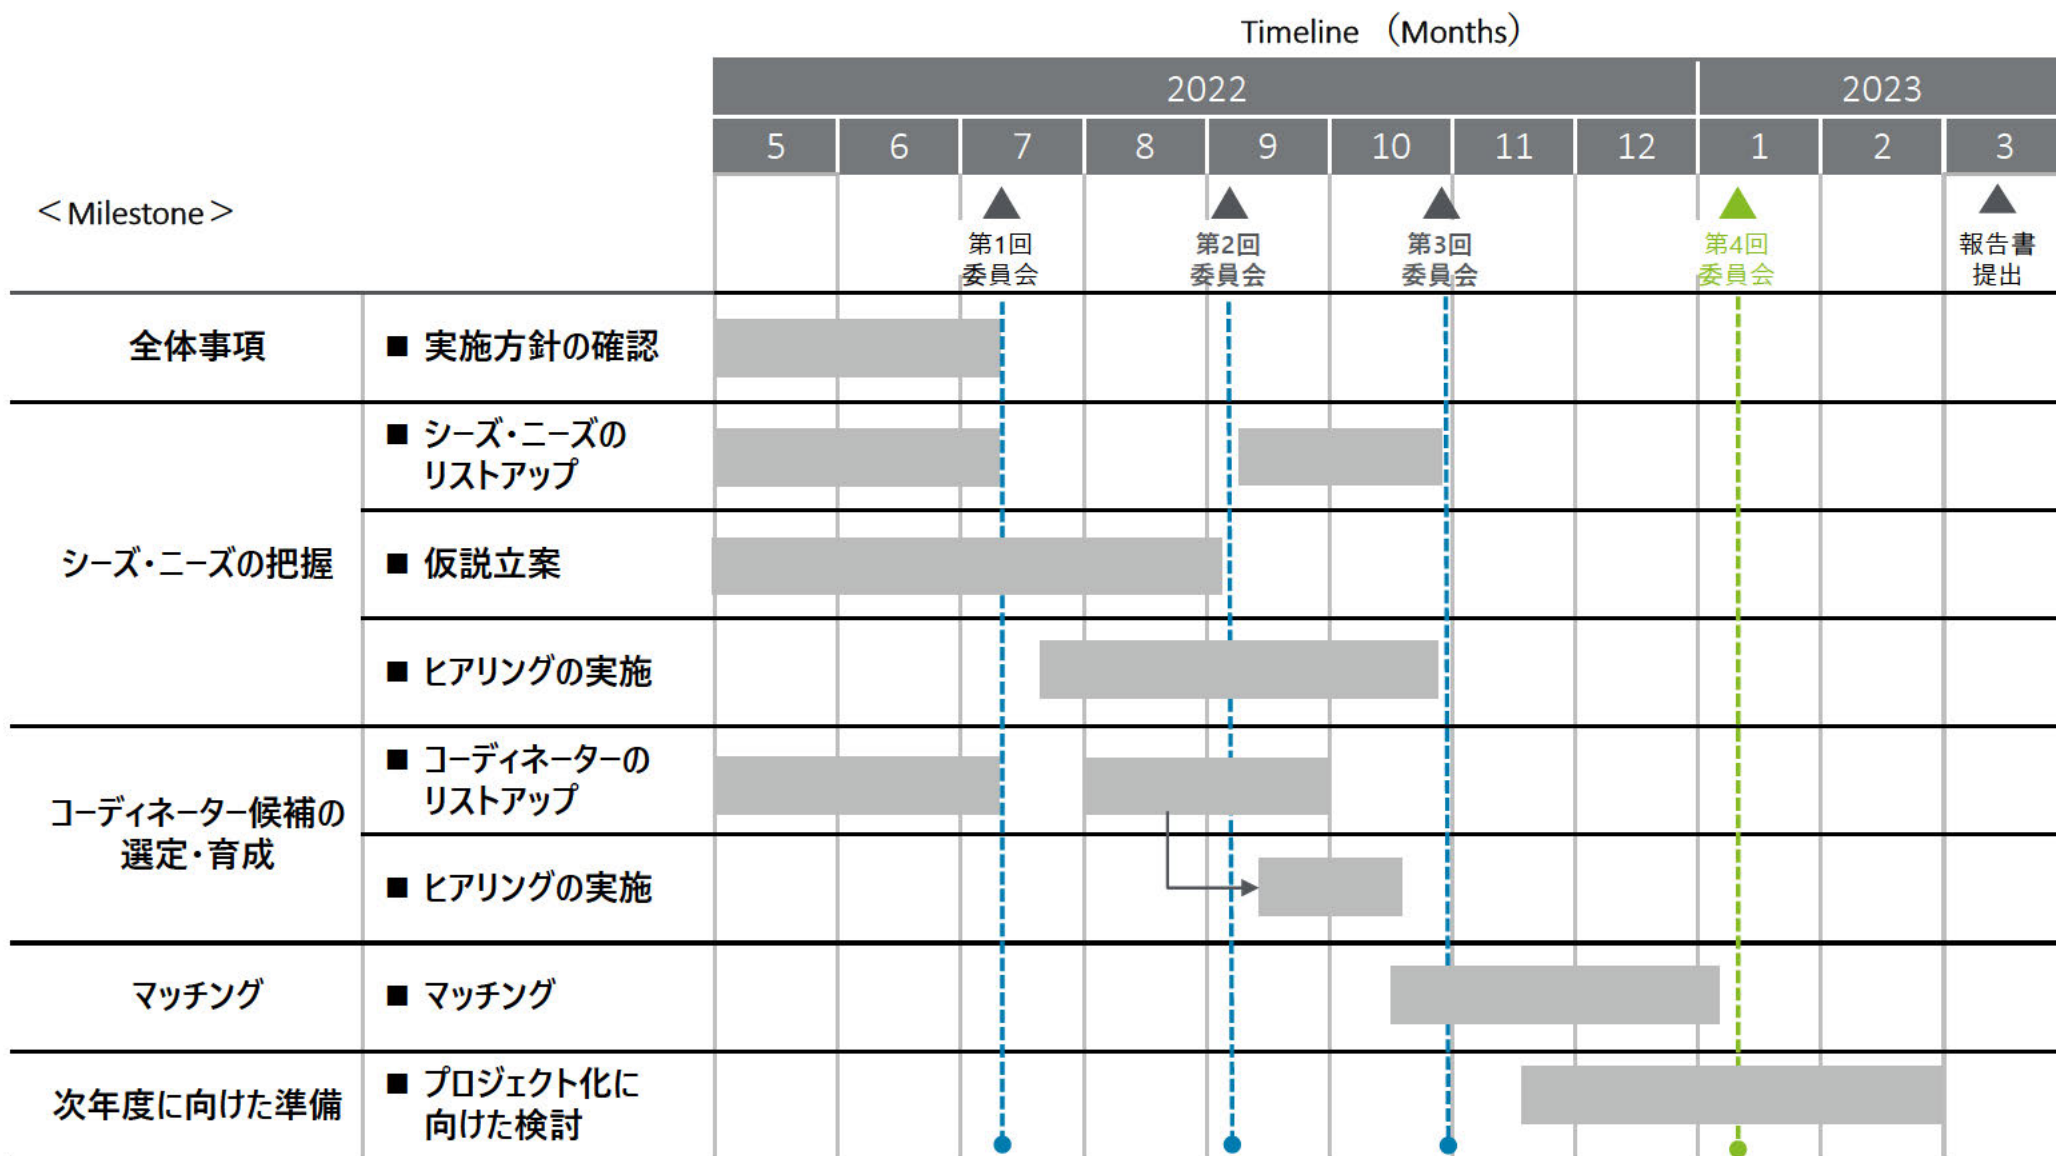 Timeline （Months）
2022
2023
5
6
7
8
9
10
11
12
1
2
3
＜Milestone＞
第1回
委員会
第2回
委員会
第3回
委員会
第4回
委員会
報告書
提出
全体事項
■ 実施方針の確認
シーズ・ニーズの把握
■ シーズ・ニーズの
リストアップ
■ 仮説立案
■ ヒアリングの実施
コーディネーター候補の
選定・育成
■ コーディネーターの
リストアップ
■ ヒアリングの実施
マッチング
■ マッチング
次年度に向けた準備
■ プロジェクト化に
向けた検討